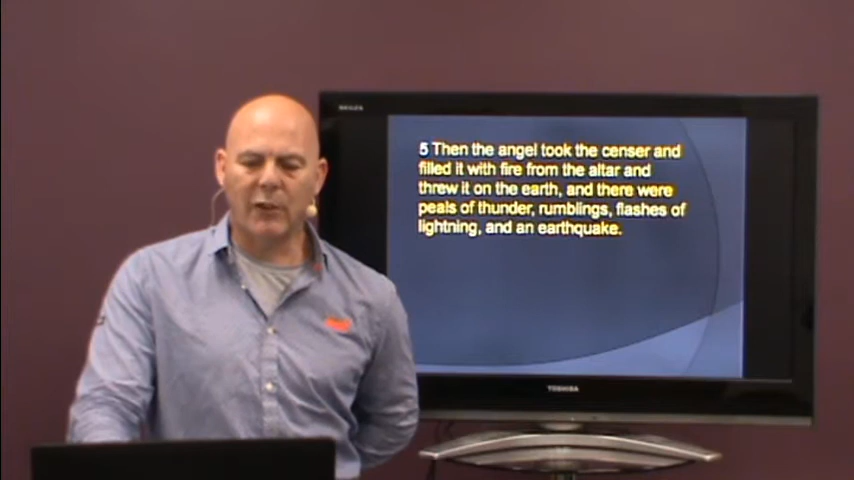 5 Then the angel took the censer and
filled it with fire from the altar and
threw it on the earth, and there were
peals of thunder, rumblings, flashes of
lightning, and an earthquake.
TOSHIBA